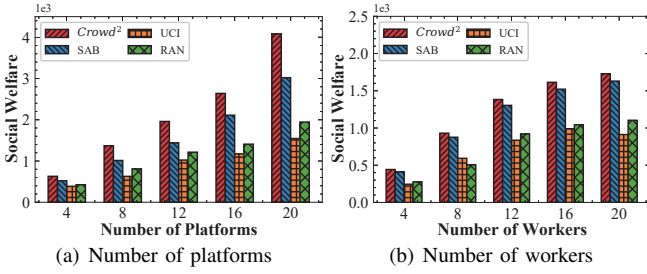 1e3
Crowd² UCI
SAB RAN
Social Welfare
4
3
2
1
0
4 8 12 16 20
Number of Platforms
(a) Number of platforms
1e3
Crowd² UCI
SAB RAN
Social Welfare
2.5
2.0
1.5
1.0
0.5
0.0
4 8 12 16 20
Number of Workers
(b) Number of workers